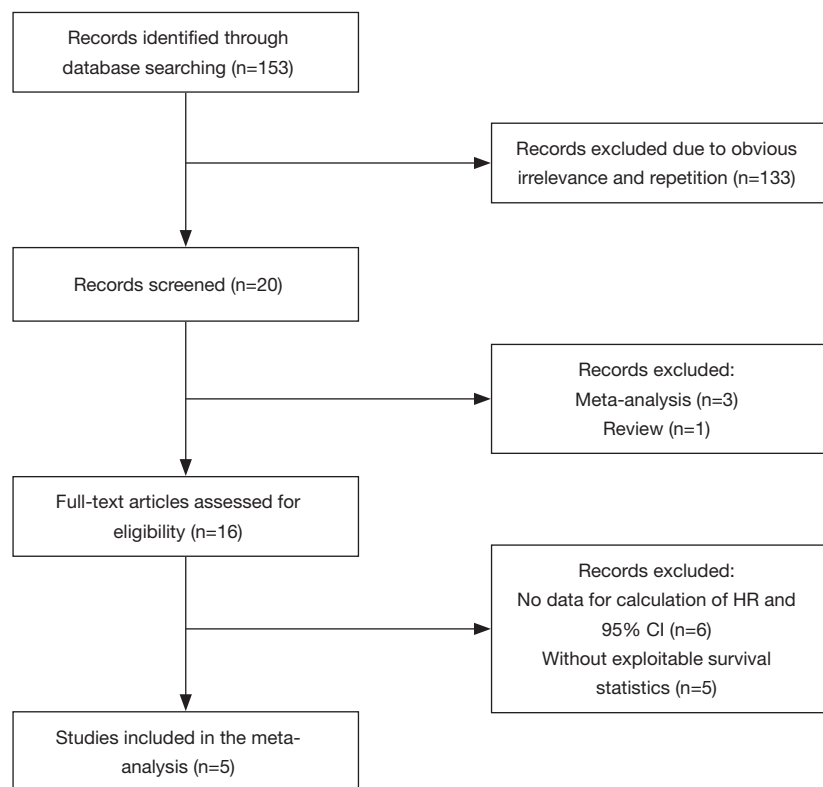 Records identified through
database searching (n=153)
Records excluded due to obvious
irrelevance and repetition (n=133)
Records screened (n=20)
Records excluded:
Meta-analysis (n=3)
Review (n=1)
Full-text articles assessed for
eligibility (n=16)
Records excluded:
No data for calculation of HR and
95% CI (n=6)
Without exploitable survival
statistics (n=5)
Studies included in the meta-
analysis (n=5)